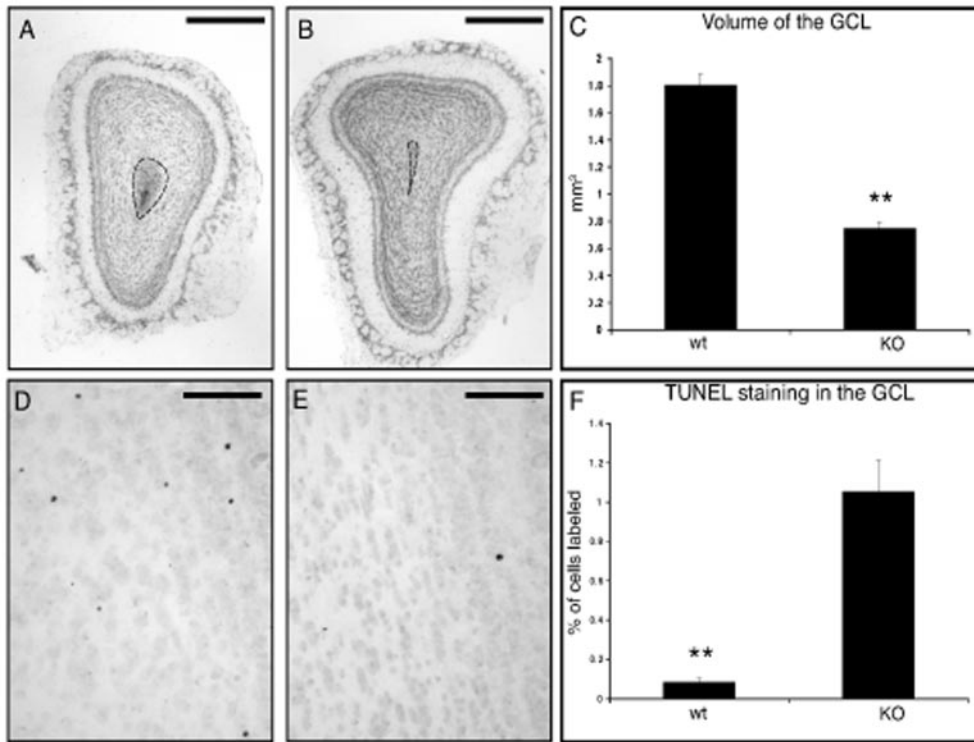 A
B
C
Volume of the GCL
2
1.8
1.6
1.4
1.2
1
0.8
0.6
0.4
0.2
0
mm³
**
wt
KO
D
E
F
TUNEL staining in the GCL
1.4
1.2
1
0.8
0.6
0.4
0.2
0
% of cells labeled
**
wt
KO